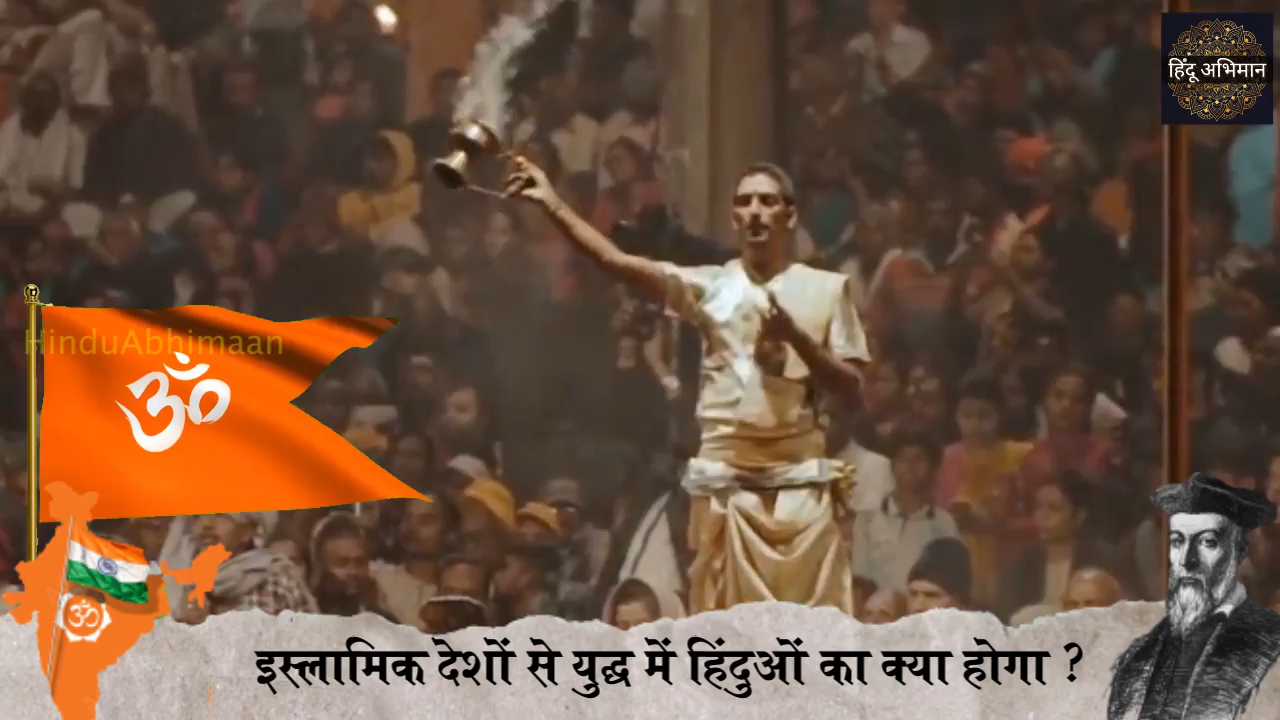 हिंदू अभिमान
HinduAbhimaan
ॐ
ॐ
इस्लामिक देशों से युद्ध में हिंदुओं का क्या होगा ?